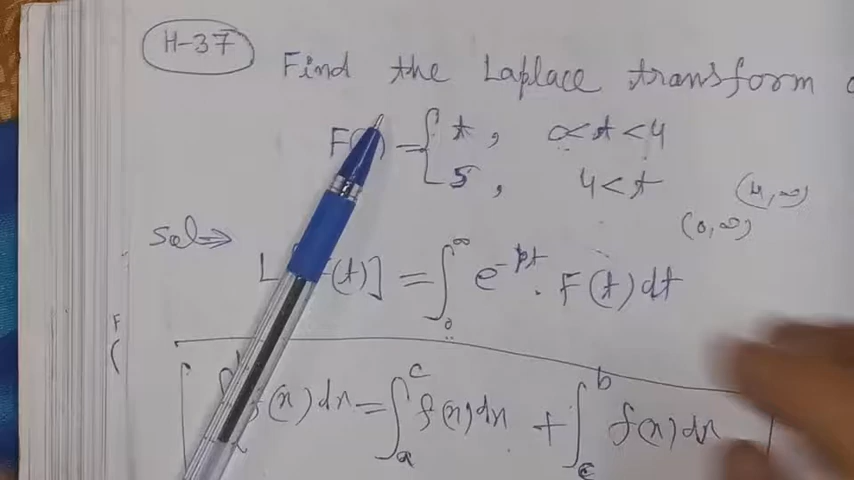 H-37 Find the Laplace transform
F( ) = { t, 0<t<4
5, 4<t
(4,∞)
(0,∞)
Sol⇒ L F(t)] = ∫₀^∞ e^{-pt} . F(t)dt
f(x)dx = ∫ₐ^c f(x)dx + ∫_c^b f(x)dx